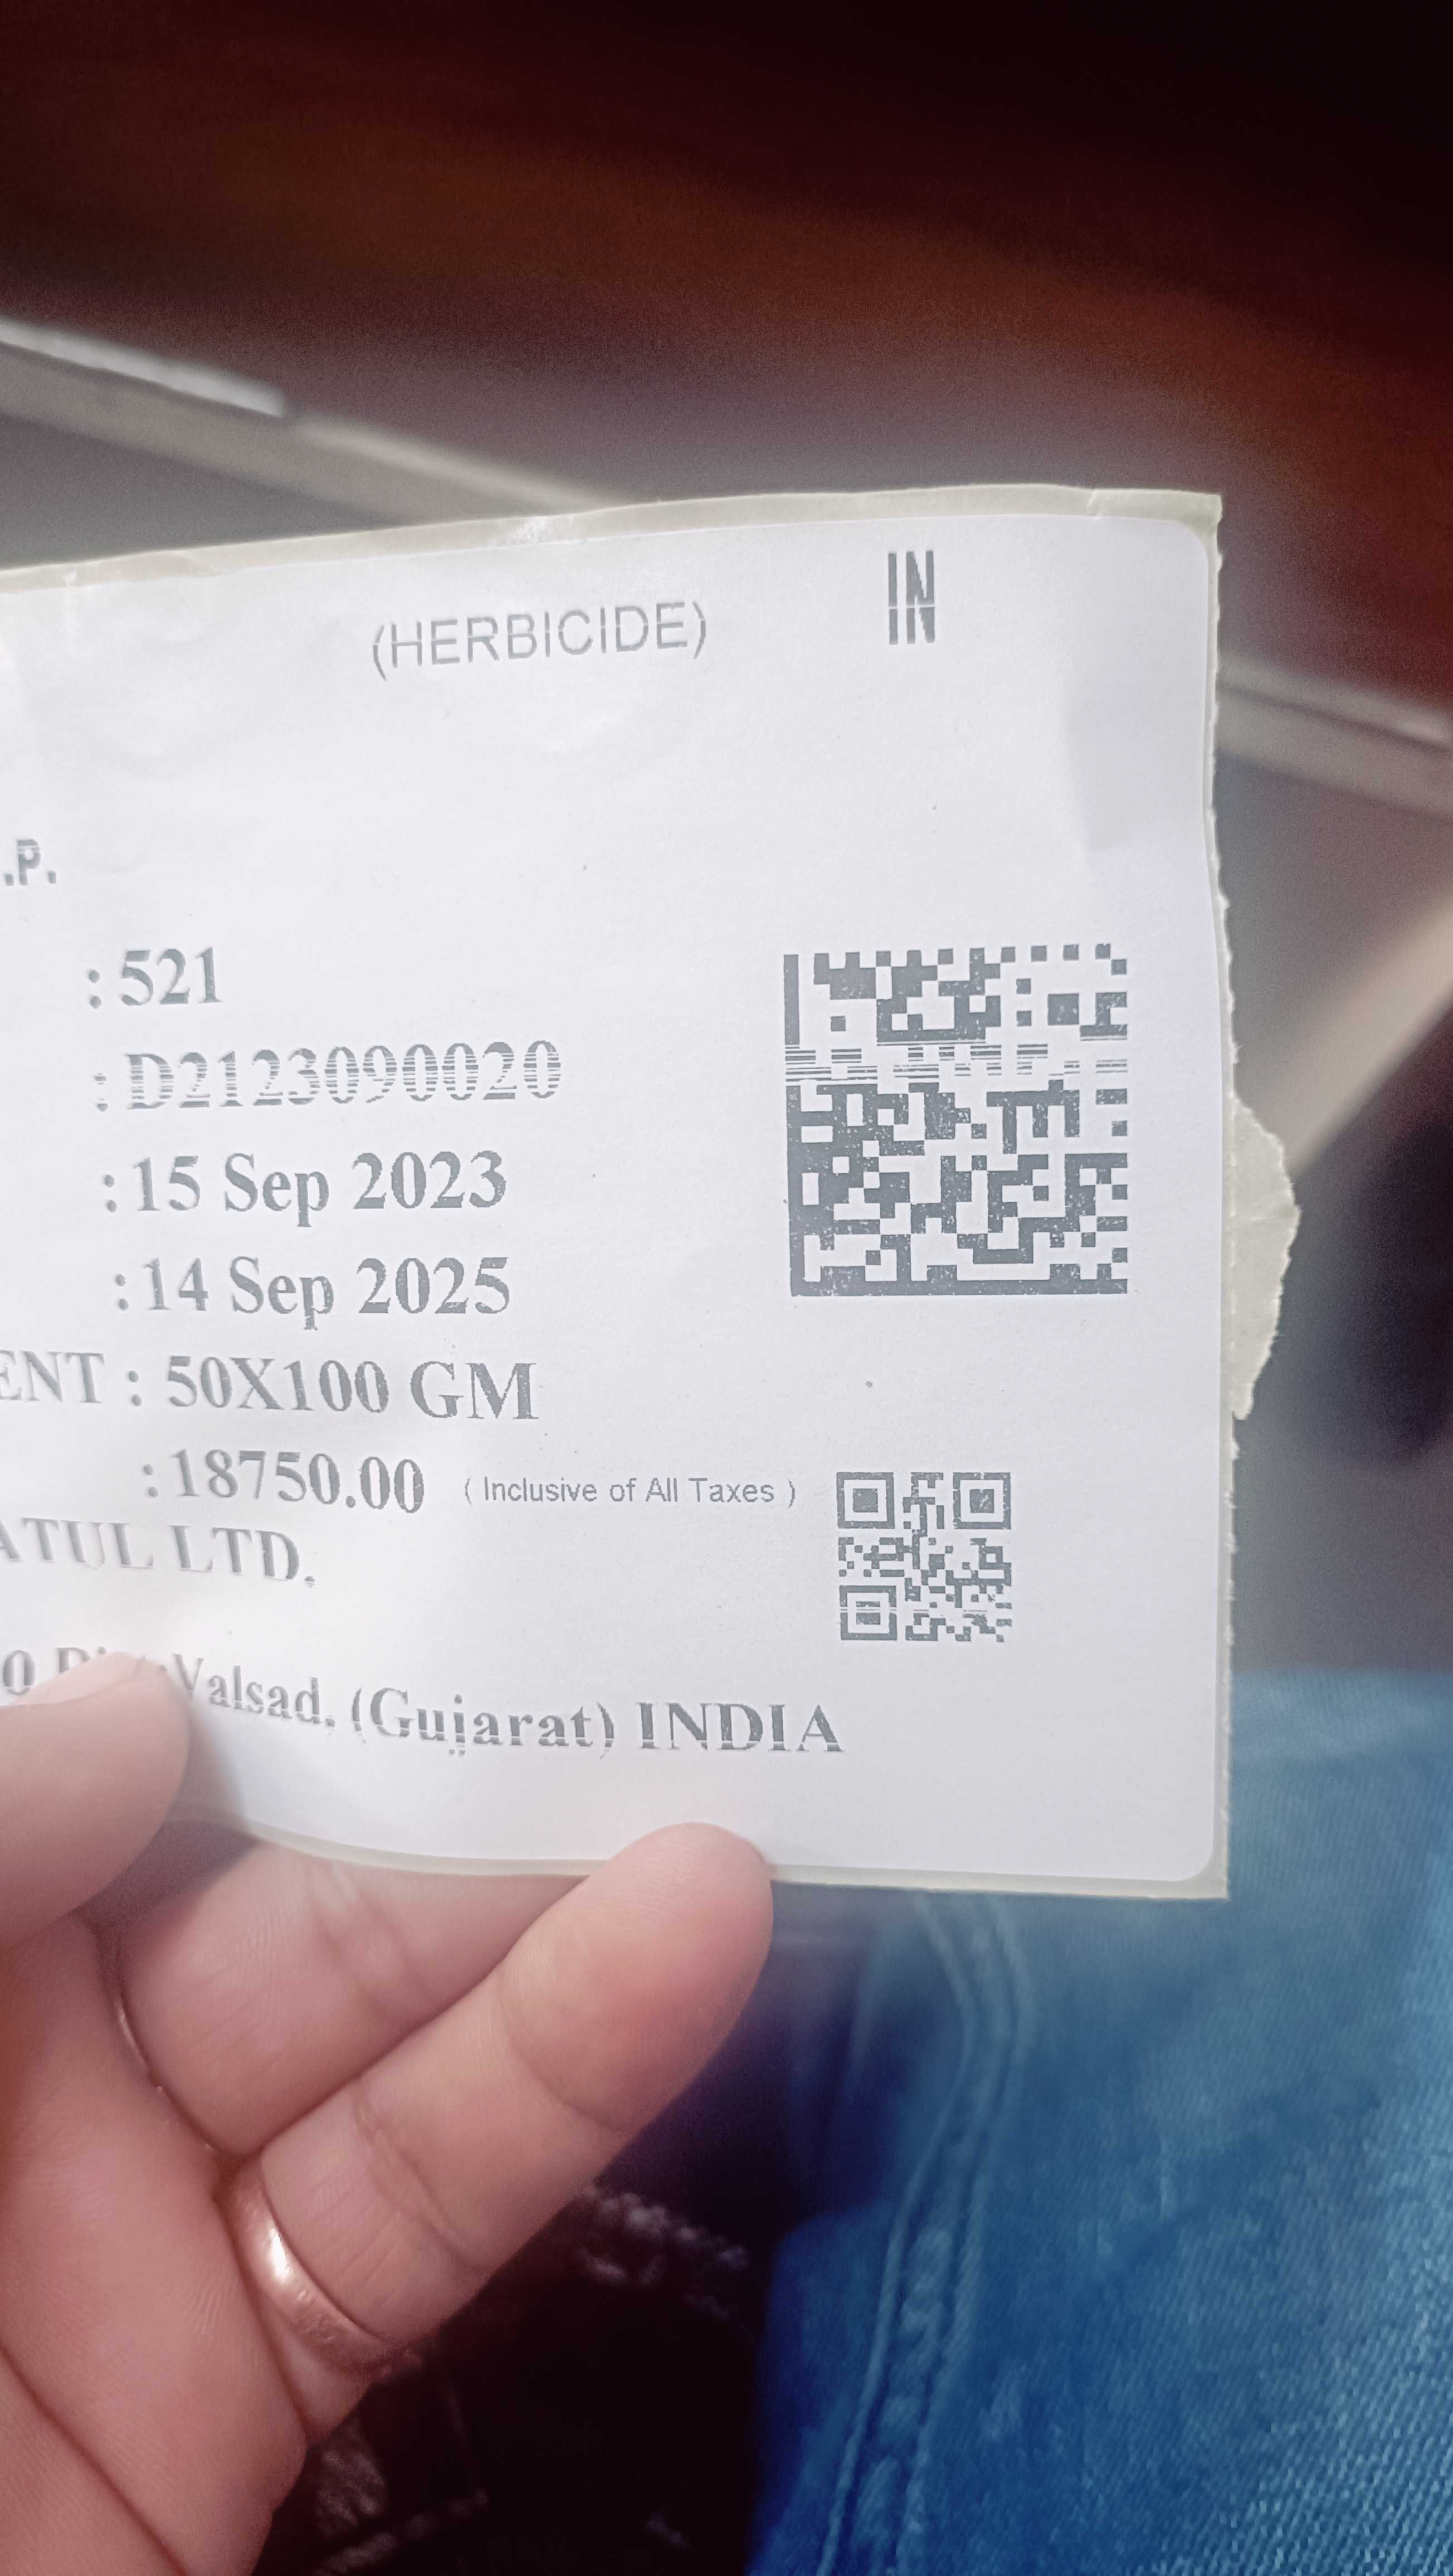 (HERBICIDE) IN
.P.
: 521
: D2123090020
: 15 Sep 2023
: 14 Sep 2025
ENT : 50X100 GM
: 18750.00 ( Inclusive of All Taxes )
ATUL LTD.
Valsad, (Gujarat) INDIA